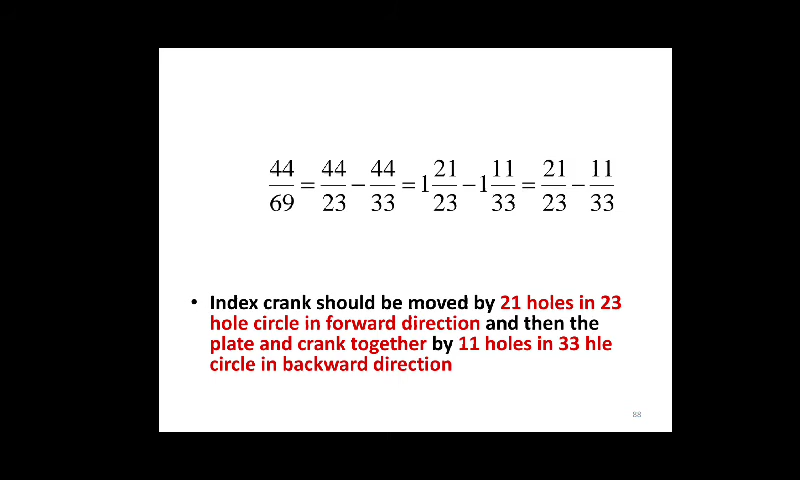 44/69 = 44/23 − 44/33 = 1 21/23 − 1 11/33 = 21/23 − 11/33
• Index crank should be moved by 21 holes in 23
hole circle in forward direction and then the
plate and crank together by 11 holes in 33 hle
circle in backward direction
88